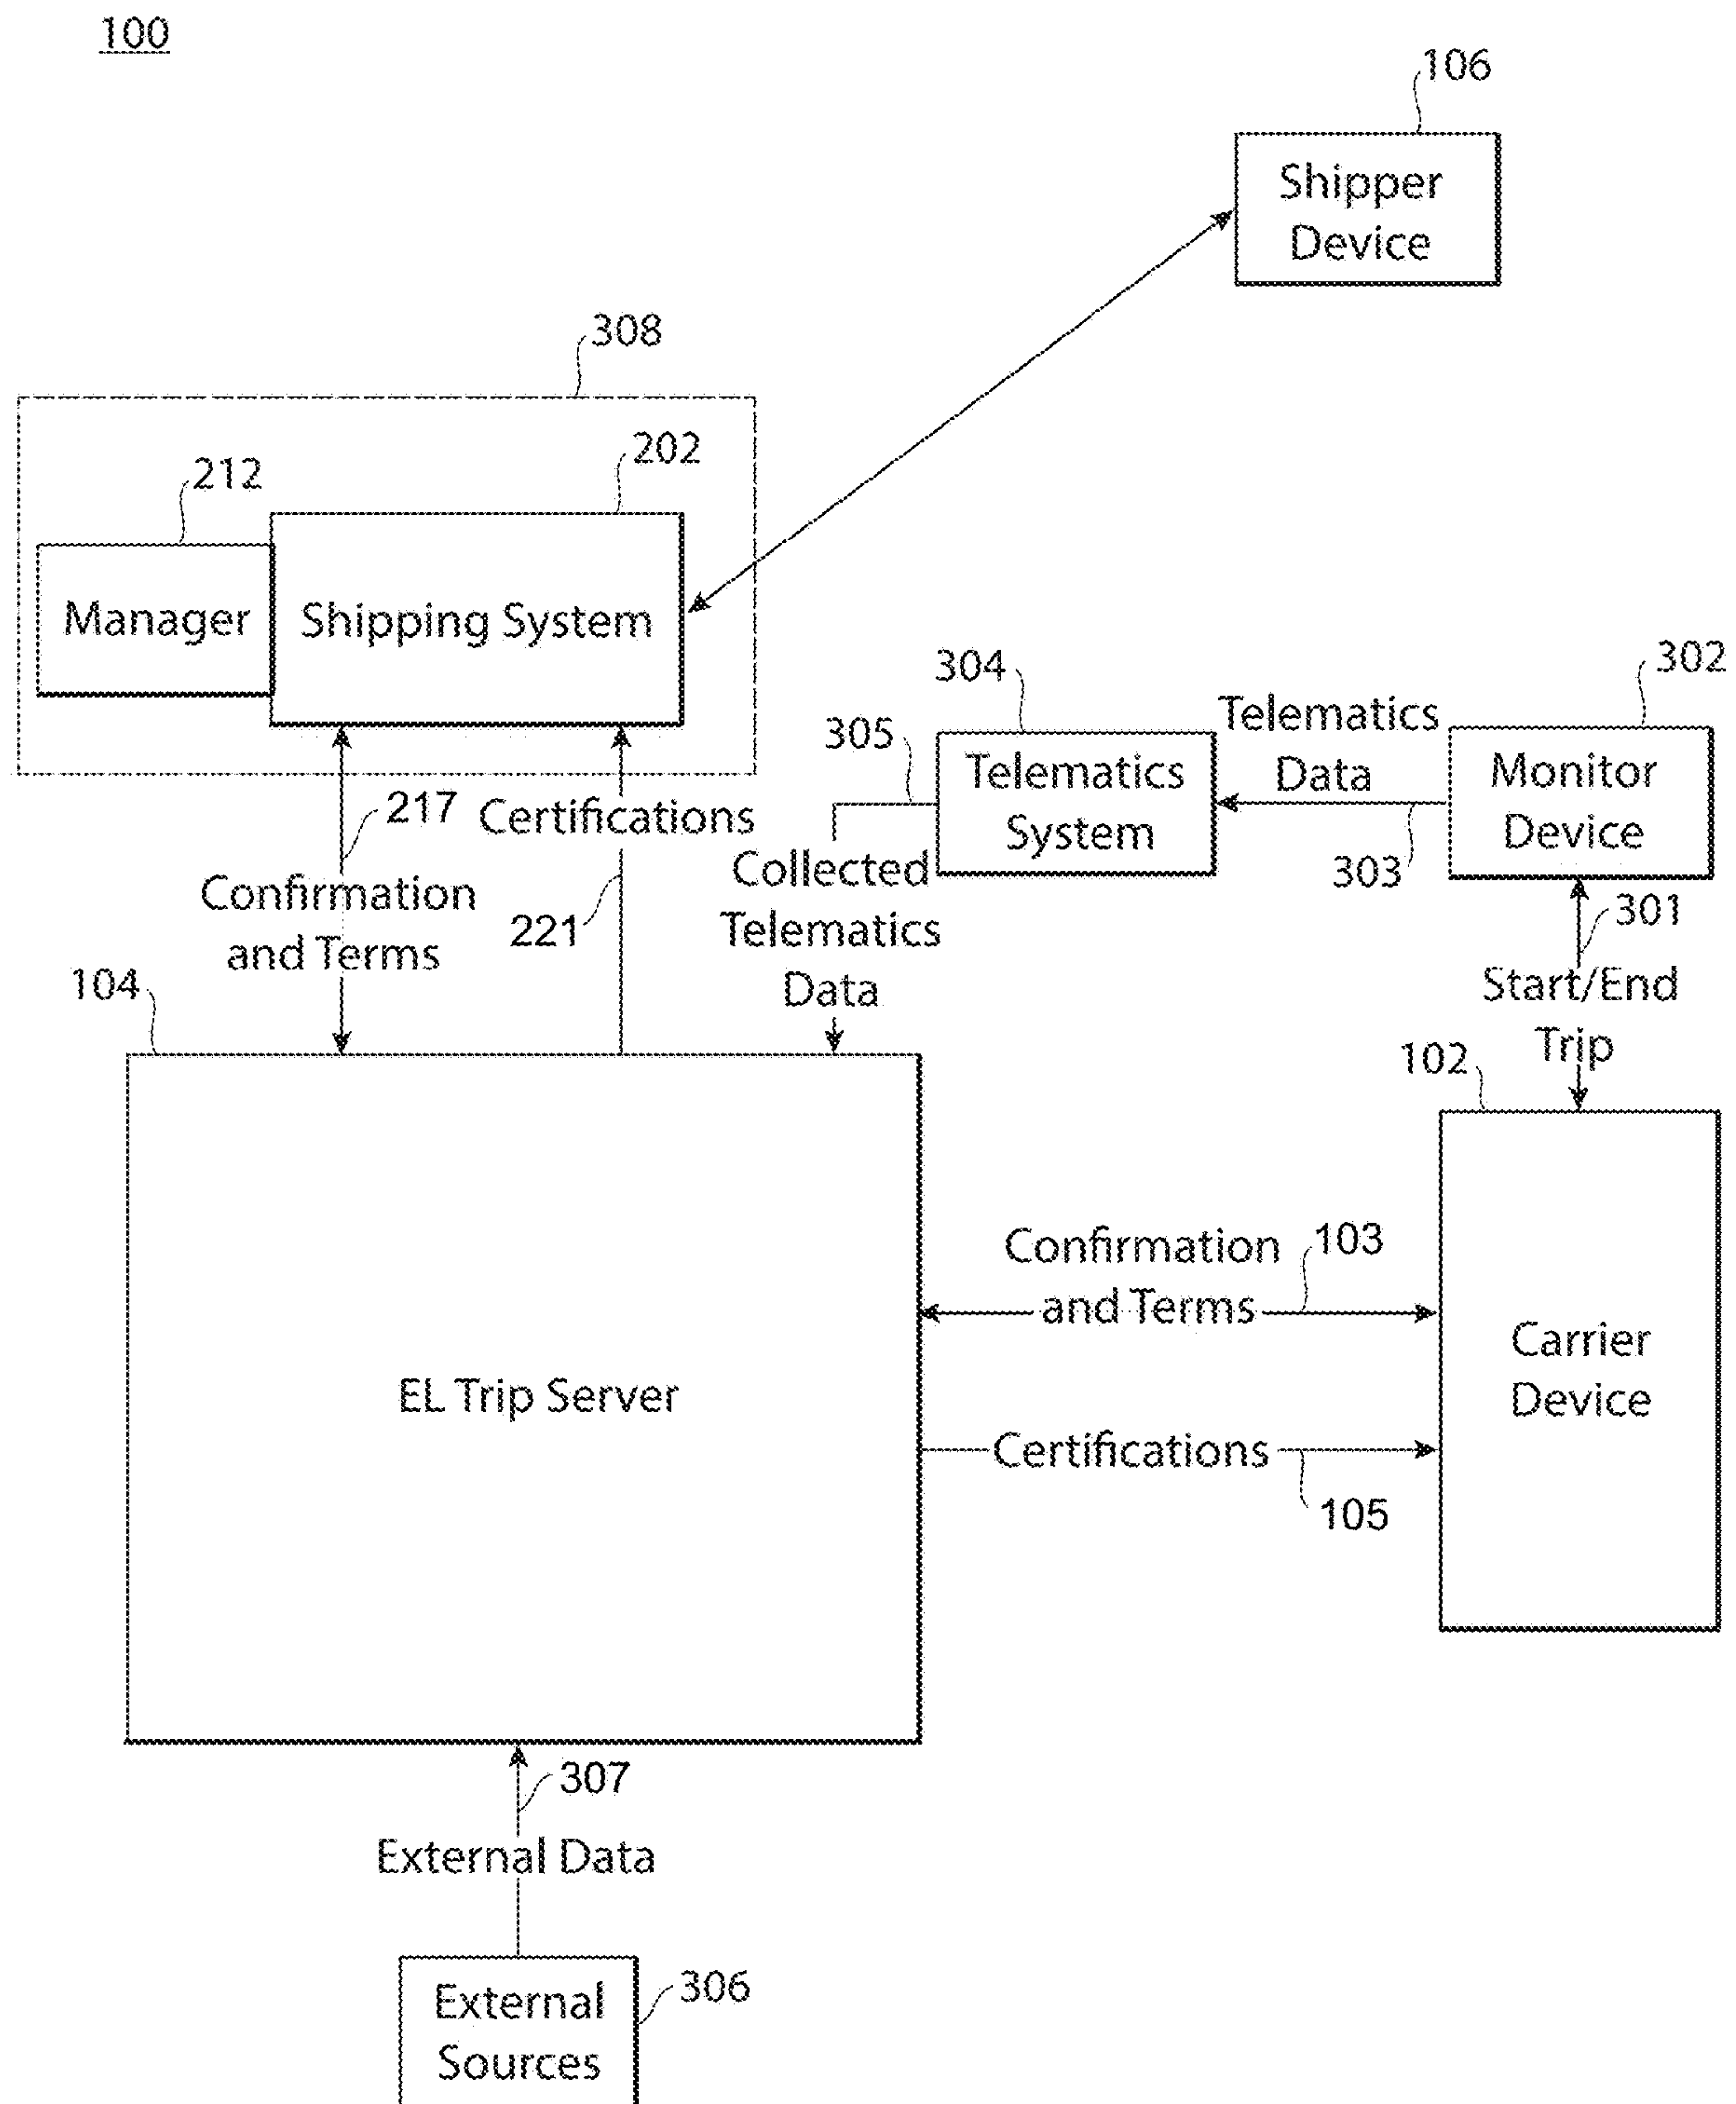 100
106
Shipper
Device
308
202
212
Manager
Shipping System
302
304
Telematics
Data
305
Telematics
System
Monitor
Device
303
217
Certifications
Collected
Telematics
Data
Confirmation
and Terms
221
301
Start/End
Trip
104
102
Confirmation
and Terms
103
Carrier
Device
EL Trip Server
Certifications
105
307
External Data
306
External
Sources